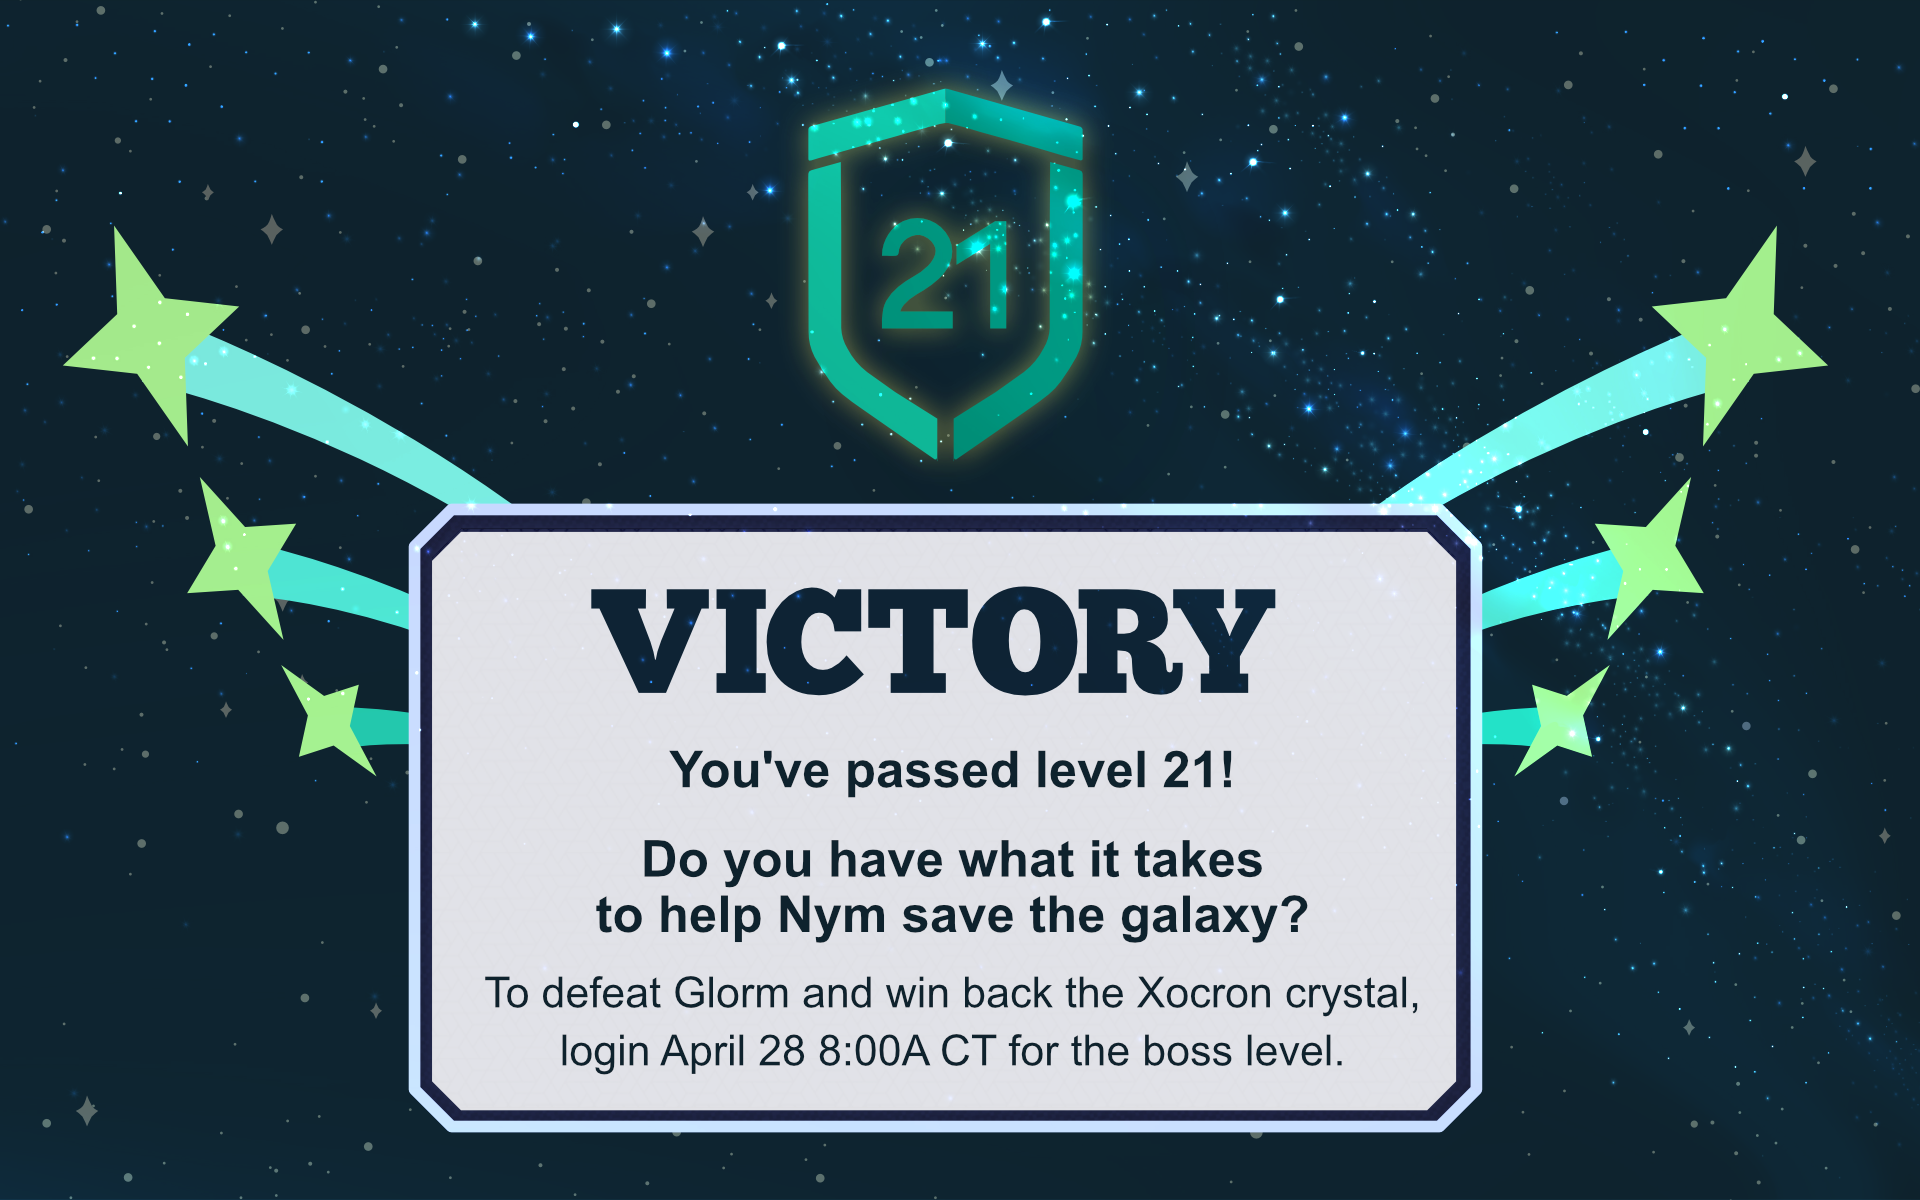 21
VICTORY
You've passed level 21!
Do you have what it takes
to help Nym save the galaxy?
To defeat Glorm and win back the Xocron crystal,
login April 28 8:00A CT for the boss level.